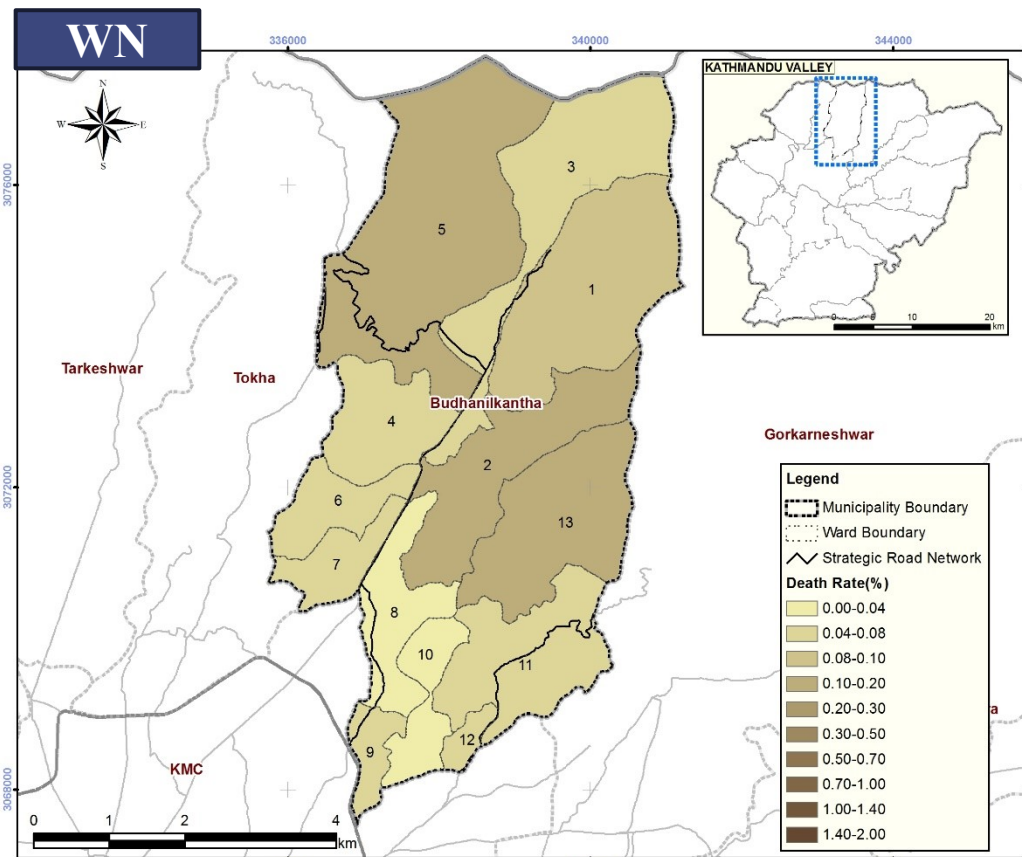 WN
336000
340000
344000
3076000
3072000
3068000
N
W
E
S
KATHMANDU VALLEY
0
5
10
20
km
3
5
1
Tarkeshwar
Tokha
Budhanilkantha
4
Gorkarneshwar
2
6
13
7
8
10
11
12
9
KMC
0
1
2
4
km
Legend
Municipality Boundary
Ward Boundary
Strategic Road Network
Death Rate(%)
0.00-0.04
0.04-0.08
0.08-0.10
0.10-0.20
0.20-0.30
0.30-0.50
0.50-0.70
0.70-1.00
1.00-1.40
1.40-2.00
a